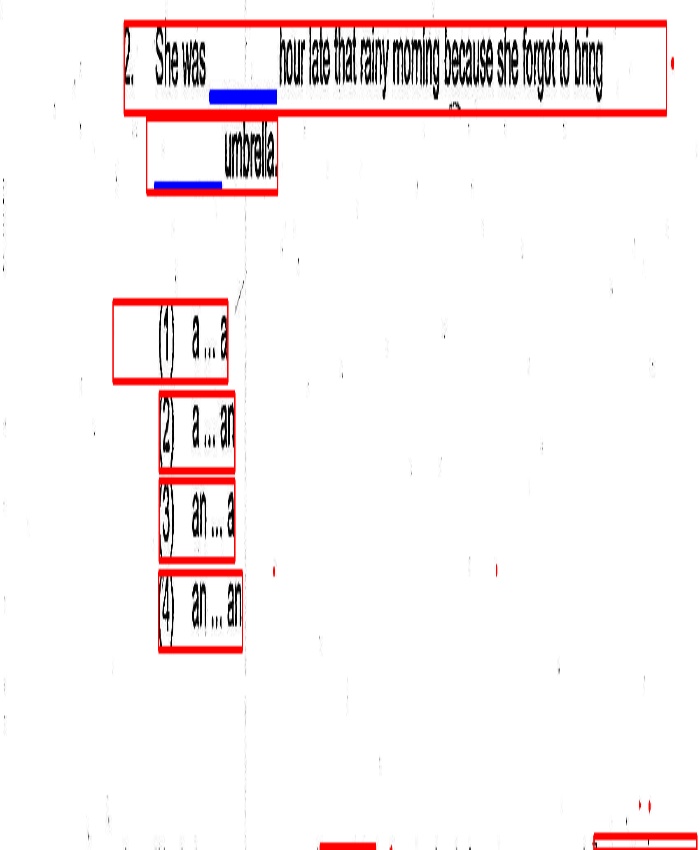 2. She was ______ hour late that rainy morning because she forgot to bring
______ umbrella.
(1) a ... a
(2) a ... an
(3) an ... a
(4) an ... an